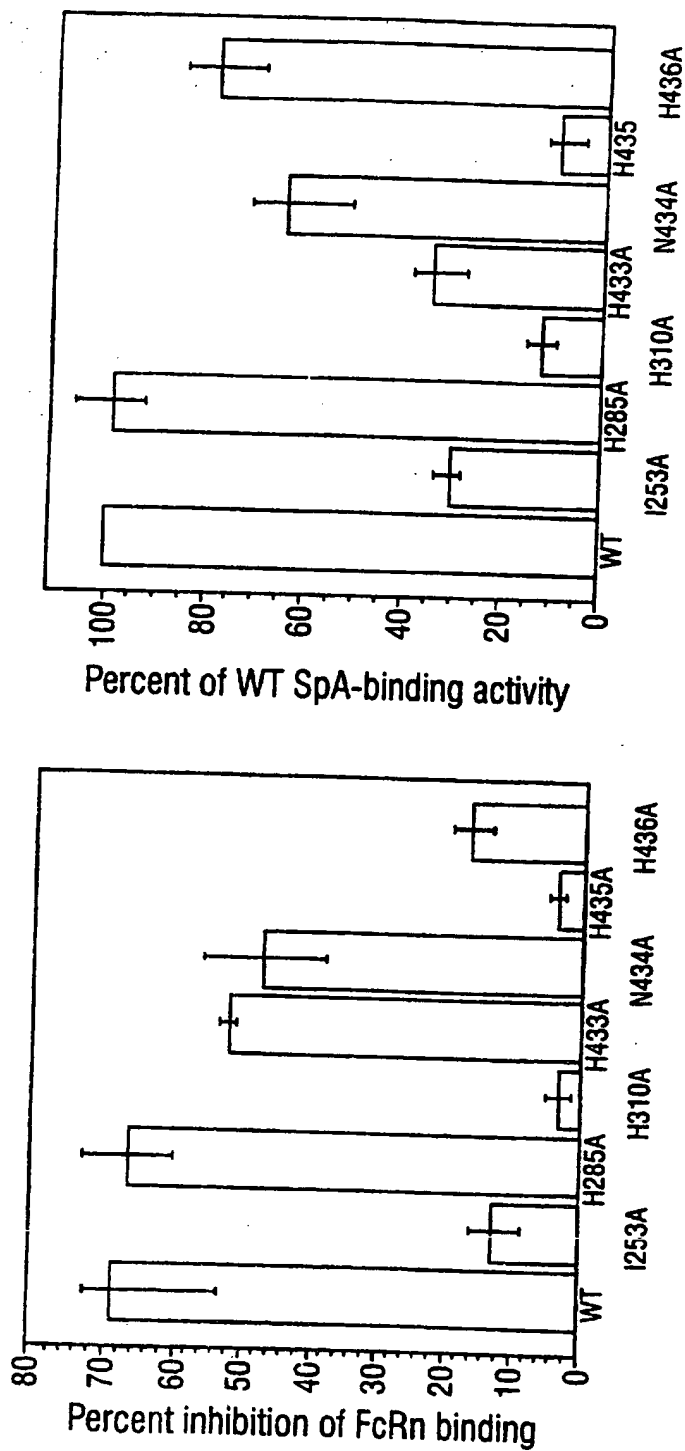 Percent of WT SpA-binding activity
100
80
60
40
20
0
WT
I253A
H285A
H310A
H433A
N434A
H435
H436A
Percent inhibition of FcRn binding
80
70
60
50
40
30
20
10
0
WT
I253A
H285A
H310A
H433A
N434A
H435A
H436A